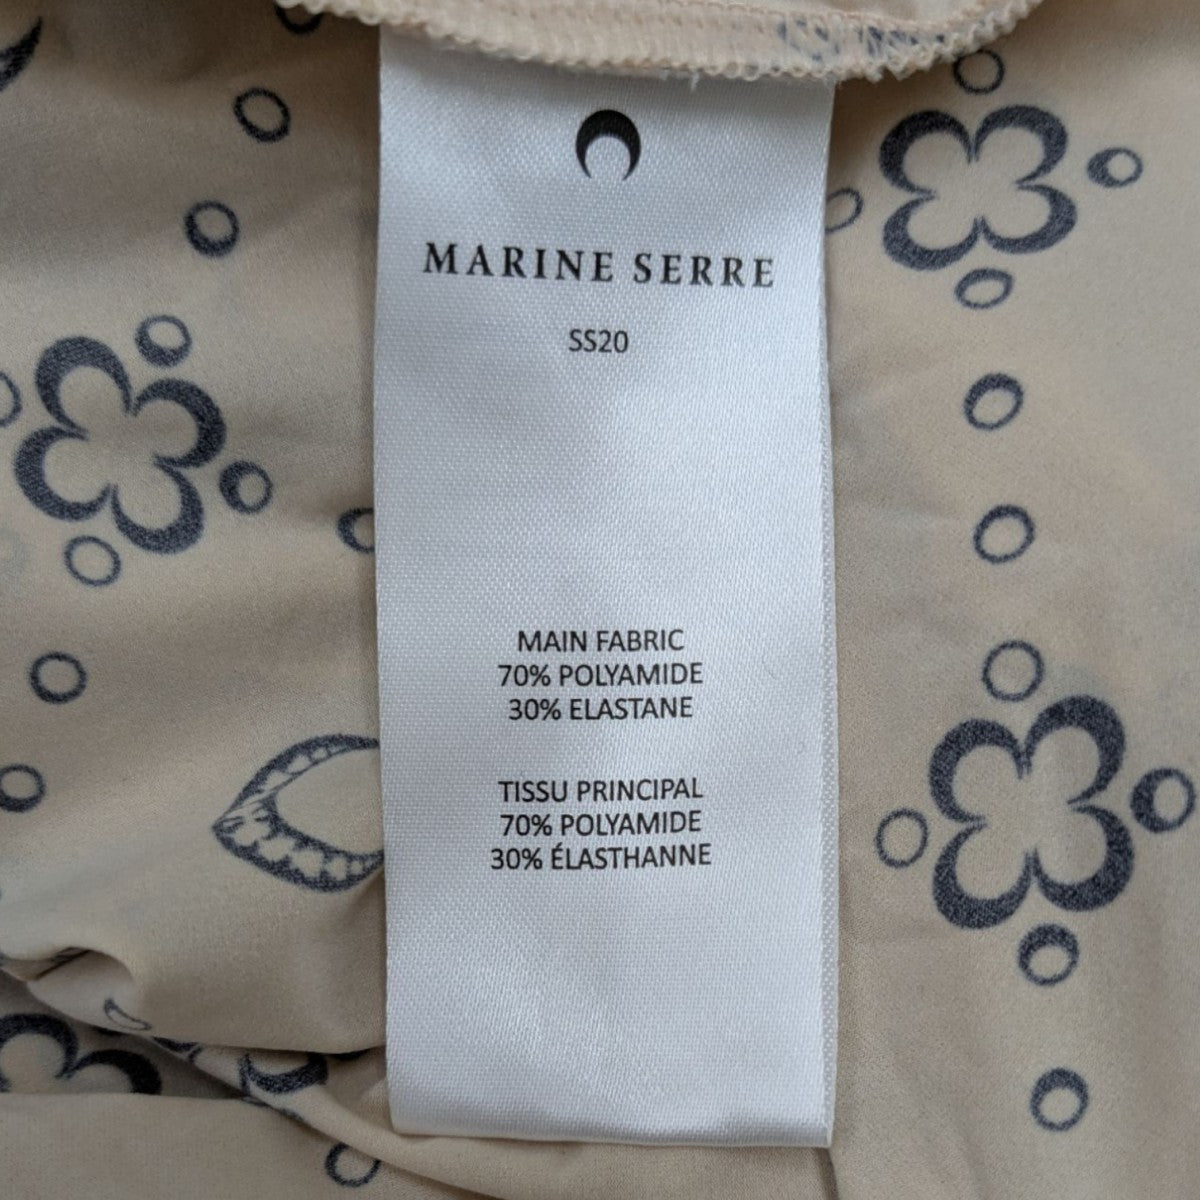 MARINE SERRE
SS20
MAIN FABRIC
70% POLYAMIDE
30% ELASTANE
TISSU PRINCIPAL
70% POLYAMIDE
30% ÉLASTHANNE